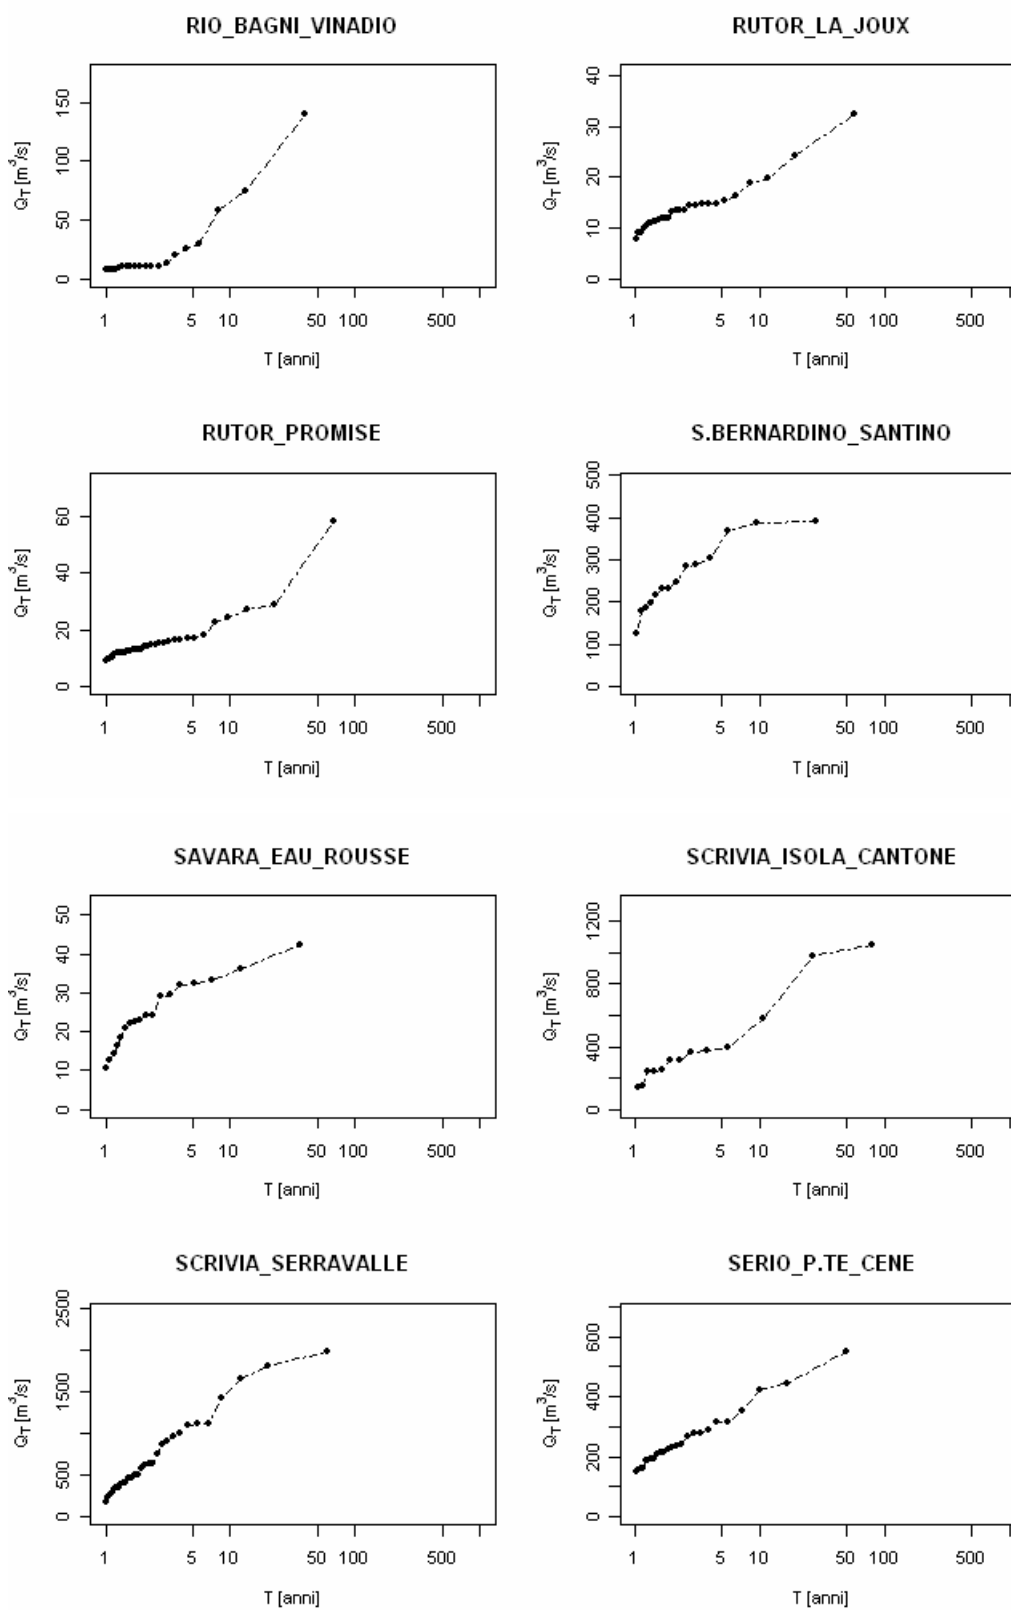 RIO_BAGNI_VINADIO
Q_T [m^3/s]
150
100
50
0
1 5 10 50 100 500
T [anni]
RUTOR_LA_JOUX
Q_T [m^3/s]
40
30
20
10
0
1 5 10 50 100 500
T [anni]
RUTOR_PROMISE
Q_T [m^3/s]
60
40
20
0
1 5 10 50 100 500
T [anni]
S.BERNARDINO_SANTINO
Q_T [m^3/s]
500
400
300
200
100
0
1 5 10 50 100 500
T [anni]
SAVARA_EAU_ROUSSE
Q_T [m^3/s]
50
40
30
20
10
0
1 5 10 50 100 500
T [anni]
SCRIVIA_ISOLA_CANTONE
Q_T [m^3/s]
1200
800
400
0
1 5 10 50 100 500
T [anni]
SCRIVIA_SERRAVALLE
Q_T [m^3/s]
2500
1500
500
0
1 5 10 50 100 500
T [anni]
SERIO_P.TE_CENE
Q_T [m^3/s]
600
400
200
0
1 5 10 50 100 500
T [anni]